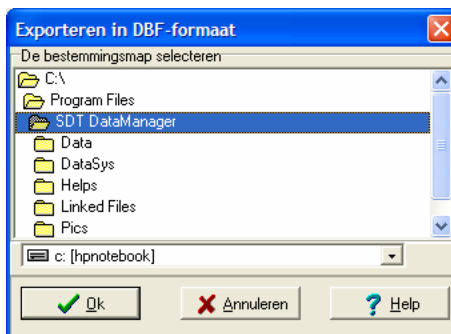 Exporteren in DBF-formaat
De bestemmingsmap selecteren
C:\
Program Files
SDT DataManager
Data
DataSys
Helps
Linked Files
Pics
c: [hpnotebook]
Ok Annuleren Help